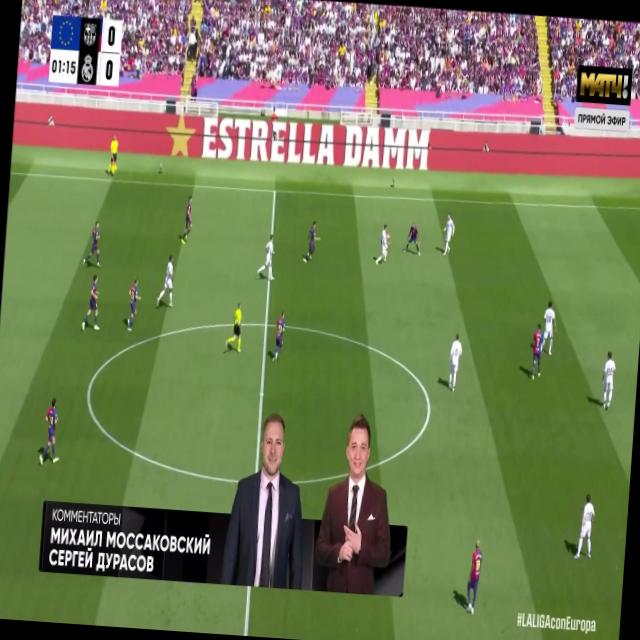 0
0
01:15
МАТЧ!
ПРЯМОЙ ЭФИР
ESTRELLA DAMM
КОММЕНТАТОРЫ
МИХАИЛ МОССАКОВСКИЙ
СЕРГЕЙ ДУРАСОВ
#LALIGAconEuropa